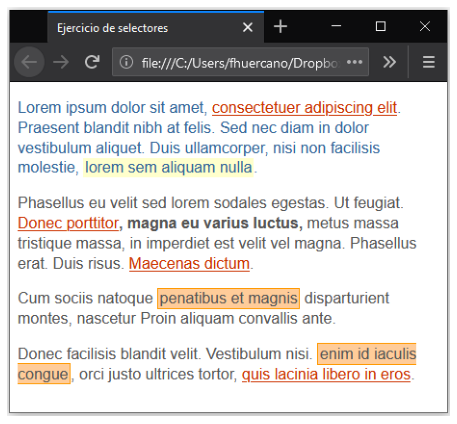 Ejercicio de selectores
file:///C:/Users/fhuercano/Dropbo
Lorem ipsum dolor sit amet, consectetuer adipiscing elit.
Praesent blandit nibh at felis. Sed nec diam in dolor
vestibulum aliquet. Duis ullamcorper, nisi non facilisis
molestie, lorem sem aliquam nulla.
Phasellus eu velit sed lorem sodales egestas. Ut feugiat.
Donec porttitor, magna eu varius luctus, metus massa
tristique massa, in imperdiet est velit vel magna. Phasellus
erat. Duis risus. Maecenas dictum.
Cum sociis natoque penatibus et magnis disparturient
montes, nascetur Proin aliquam convallis ante.
Donec facilisis blandit velit. Vestibulum nisi. enim id iaculis
congue, orci justo ultrices tortor, quis lacinia libero in eros.